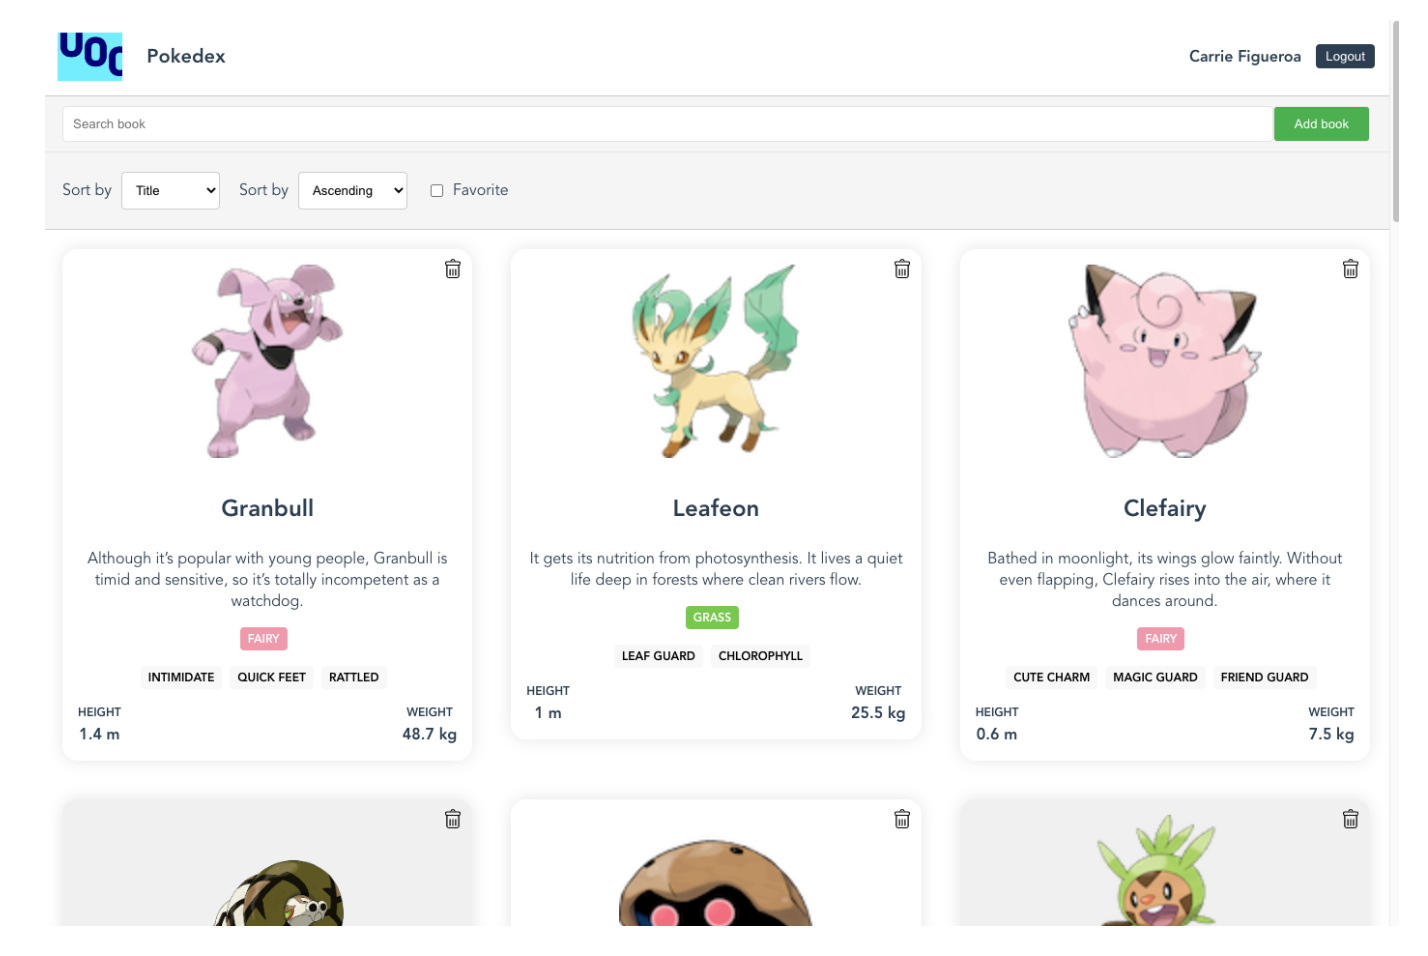 UOC
Pokedex
Carrie Figueroa
Logout
Search book
Add book
Sort by
Title
Sort by
Ascending
Favorite
Granbull
Although it’s popular with young people, Granbull is
timid and sensitive, so it’s totally incompetent as a
watchdog.
FAIRY
INTIMIDATE QUICK FEET RATTLED
HEIGHT WEIGHT
1.4 m 48.7 kg
Leafeon
It gets its nutrition from photosynthesis. It lives a quiet
life deep in forests where clean rivers flow.
GRASS
LEAF GUARD CHLOROPHYLL
HEIGHT WEIGHT
1 m 25.5 kg
Clefairy
Bathed in moonlight, its wings glow faintly. Without
even flapping, Clefairy rises into the air, where it
dances around.
FAIRY
CUTE CHARM MAGIC GUARD FRIEND GUARD
HEIGHT WEIGHT
0.6 m 7.5 kg